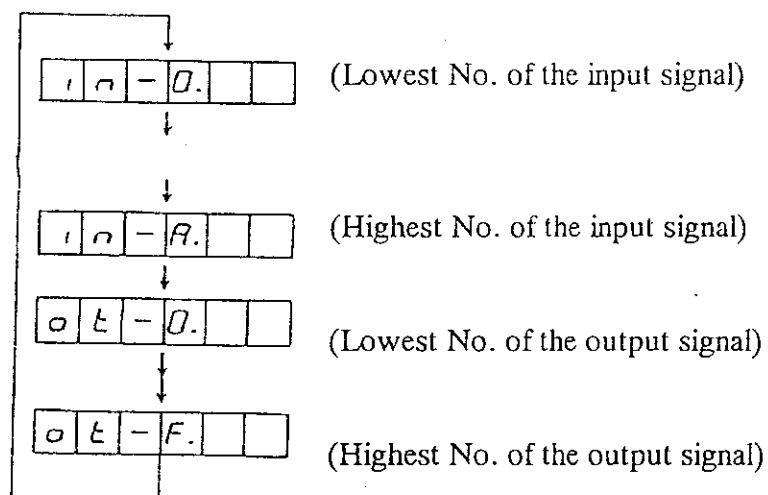 in-0. (Lowest No. of the input signal)
in-A. (Highest No. of the input signal)
ot-0. (Lowest No. of the output signal)
ot-F. (Highest No. of the output signal)